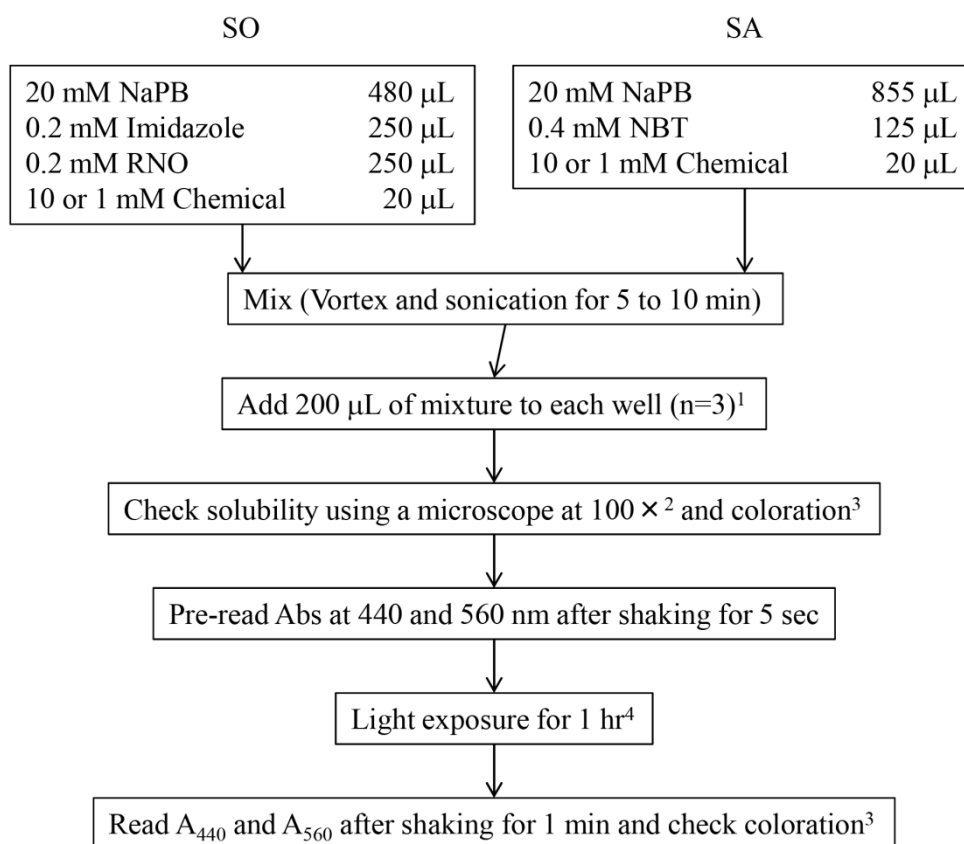 SO
20 mM NaPB 480 μL
0.2 mM Imidazole 250 μL
0.2 mM RNO 250 μL
10 or 1 mM Chemical 20 μL
SA
20 mM NaPB 855 μL
0.4 mM NBT 125 μL
10 or 1 mM Chemical 20 μL
Mix (Vortex and sonication for 5 to 10 min)
Add 200 μL of mixture to each well (n=3)¹
Check solubility using a microscope at 100 ×² and coloration³
Pre-read Abs at 440 and 560 nm after shaking for 5 sec
Light exposure for 1 hr⁴
Read A₄₄₀ and A₅₆₀ after shaking for 1 min and check coloration³